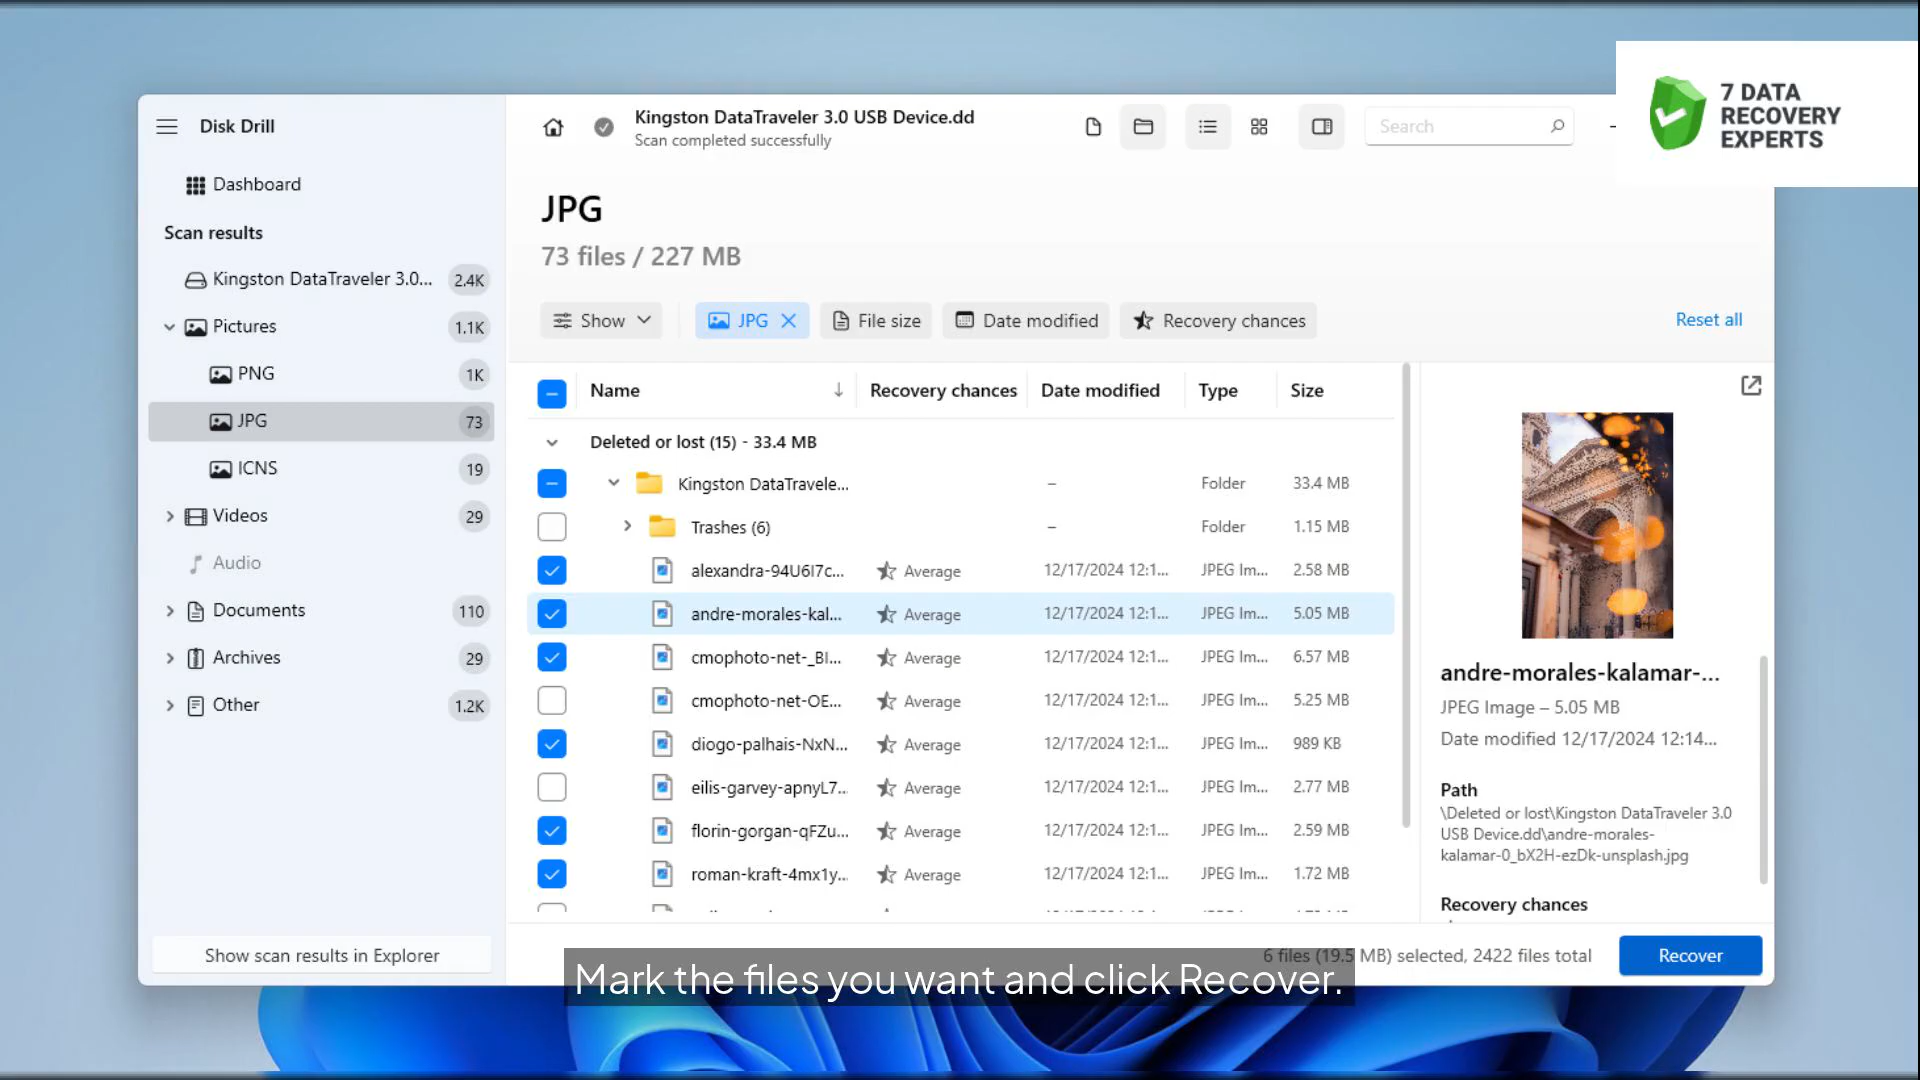 Disk Drill
Dashboard
Scan results
Kingston DataTraveler 3.0... 2.4K
Pictures 1.1K
PNG 1K
JPG 73
ICNS 19
Videos 29
Audio
Documents 110
Archives 29
Other 1.2K
Show scan results in Explorer
Kingston DataTraveler 3.0 USB Device.dd
Scan completed successfully
Search
7 DATA
RECOVERY
EXPERTS
JPG
73 files / 227 MB
Show JPG File size Date modified Recovery chances Reset all
Name Recovery chances Date modified Type Size
Deleted or lost (15) - 33.4 MB
Kingston DataTravele... – Folder 33.4 MB
Trashes (6) – Folder 1.15 MB
alexandra-94U6I7c... Average 12/17/2024 12:1... JPEG Im... 2.58 MB
andre-morales-kal... Average 12/17/2024 12:1... JPEG Im... 5.05 MB
cmophoto-net-_BI... Average 12/17/2024 12:1... JPEG Im... 6.57 MB
cmophoto-net-OE... Average 12/17/2024 12:1... JPEG Im... 5.25 MB
diogo-palhais-NxN... Average 12/17/2024 12:1... JPEG Im... 989 KB
eilis-garvey-apnyL7... Average 12/17/2024 12:1... JPEG Im... 2.77 MB
florin-gorgan-qFZu... Average 12/17/2024 12:1... JPEG Im... 2.59 MB
roman-kraft-4mx1y... Average 12/17/2024 12:1... JPEG Im... 1.72 MB
andre-morales-kalamar-...
JPEG Image – 5.05 MB
Date modified 12/17/2024 12:14...
Path
\Deleted or lost\Kingston DataTraveler 3.0
USB Device.dd\andre-morales-
kalamar-0_bX2H-ezDk-unsplash.jpg
Recovery chances
6 files (19.5 MB) selected, 2422 files total
Recover
Mark the files you want and click Recover.